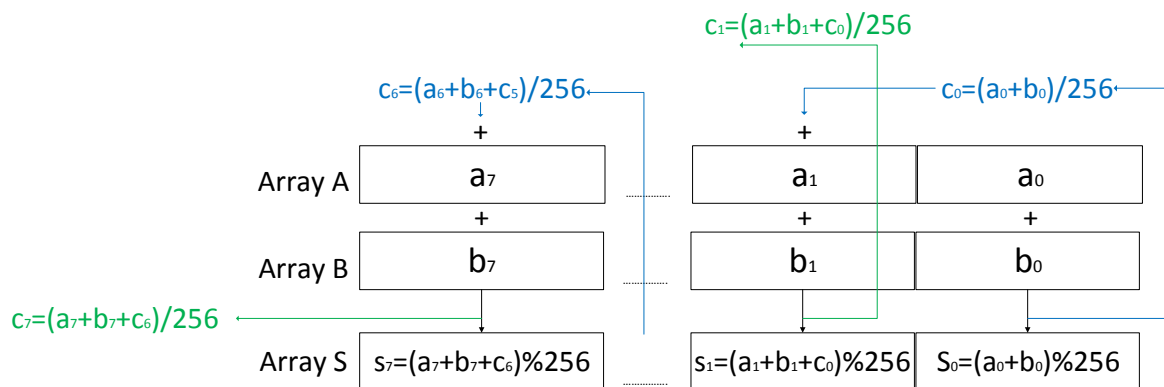 c₁=(a₁+b₁+c₀)/256
c₆=(a₆+b₆+c₅)/256 c₀=(a₀+b₀)/256
+ +
Array A a₇ ............... a₁ a₀
+ + +
Array B b₇ ............... b₁ b₀
c₇=(a₇+b₇+c₆)/256
Array S s₇=(a₇+b₇+c₆)%256 ............... s₁=(a₁+b₁+c₀)%256 S₀=(a₀+b₀)%256